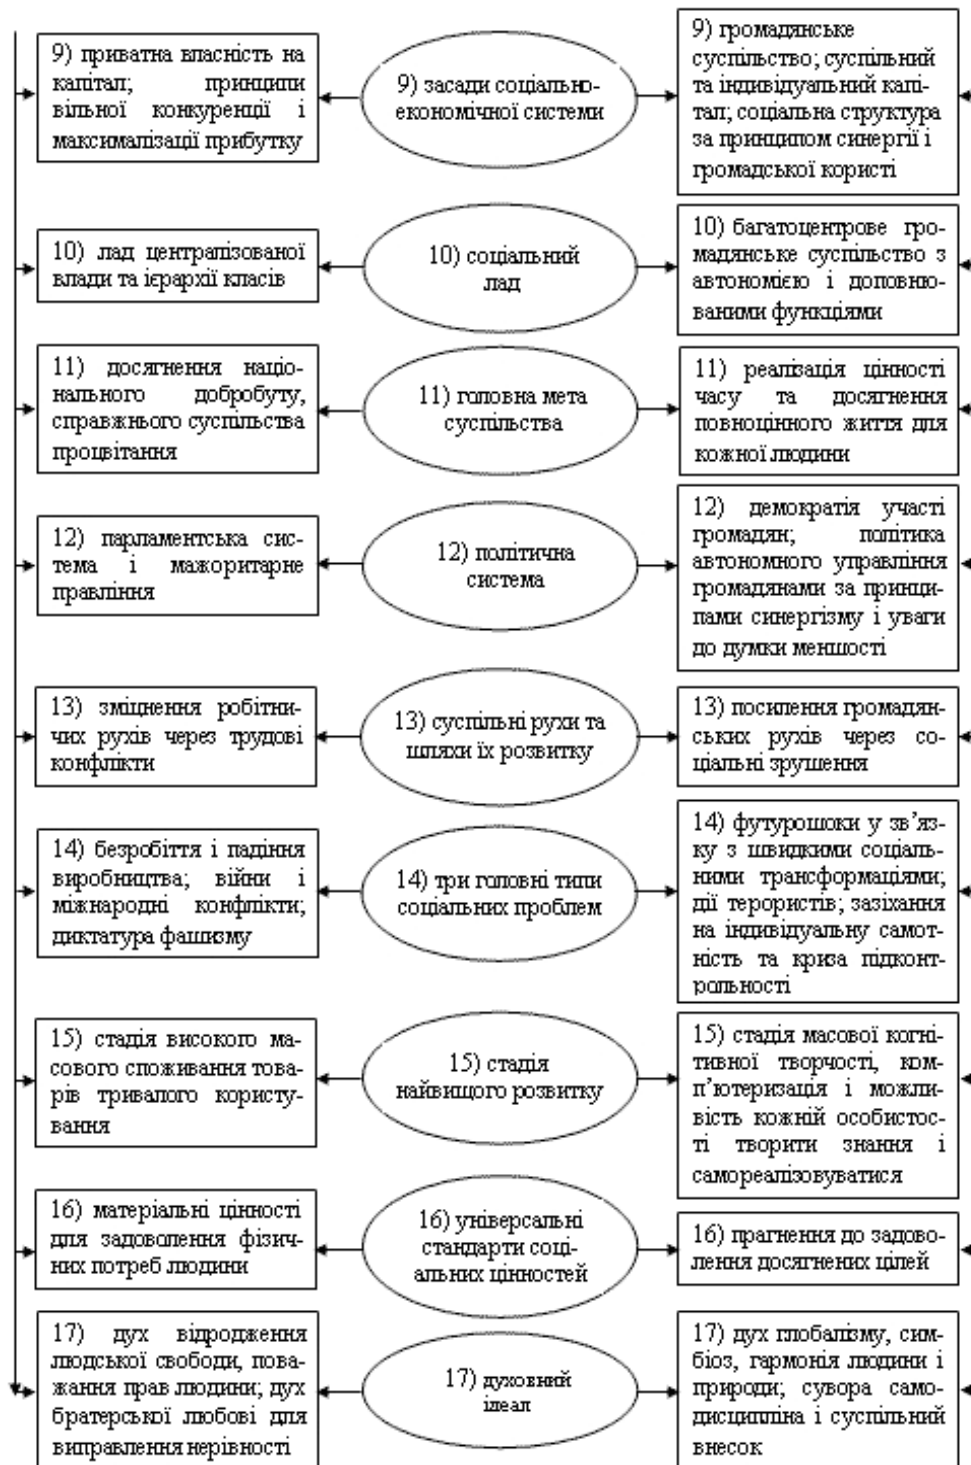 9) приватна власність на
капітал; принципи
вільної конкуренції і
максималізації прибутку
9) засади соціально-
економічної системи
9) громадянське
суспільство; суспільний
та індивідуальний капі-
тал; соціальна структура
за принципом синергії і
громадської користі
10) лад централізованої
влади та ієрархії класів
10) соціальний
лад
10) багатоцентрове гро-
мадянське суспільство з
автономією і доповню-
ваними функціями
11) досягнення націо-
нального добробуту,
справжнього суспільства
процвітання
11) головна мета
суспільства
11) реалізація цінності
часу та досягнення
повноцінного життя для
кожної людини
12) парламентська сис-
тема і мажоритарне
правління
12) політична
система
12) демократія участі
громадян; політика
автономного управління
громадянами за принци-
пами синергізму і уваги
до думки меншості
13) зміцнення робітни-
чих рухів через трудові
конфлікти
13) суспільні рухи та
шляхи їх розвитку
13) посилення громадян-
ських рухів через со-
ціальні зрушення
14) безробіття і падіння
виробництва; війни і
міжнародні конфлікти;
диктатура фашизму
14) три головні типи
соціальних проблем
14) футурошоки у зв’яз-
ку з швидкими соціаль-
ними трансформаціями;
дії терористів; зазіхання
на індивідуальну самот-
ність та криза підконт-
рольності
15) стадія високого ма-
сового споживання това-
рів тривалого користу-
вання
15) стадія
найвищого розвитку
15) стадія масової когні-
тивної творчості, ком-
п’ютеризація і можли-
вість кожній особистос-
ті творити знання і
самореалізовуватися
16) матеріальні цінності
для задоволення фізич-
них потреб людини
16) універсальні
стандарти соці-
альних цінностей
16) прагнення до задово-
лення досягнених цілей
17) дух відродження
людської свободи, пова-
жання прав людини; дух
братерської любові для
виправлення нерівності
17) духовний
ідеал
17) дух глобалізму, сим-
біоз, гармонія людини і
природи; сувора само-
дисципліна і суспільний
внесок